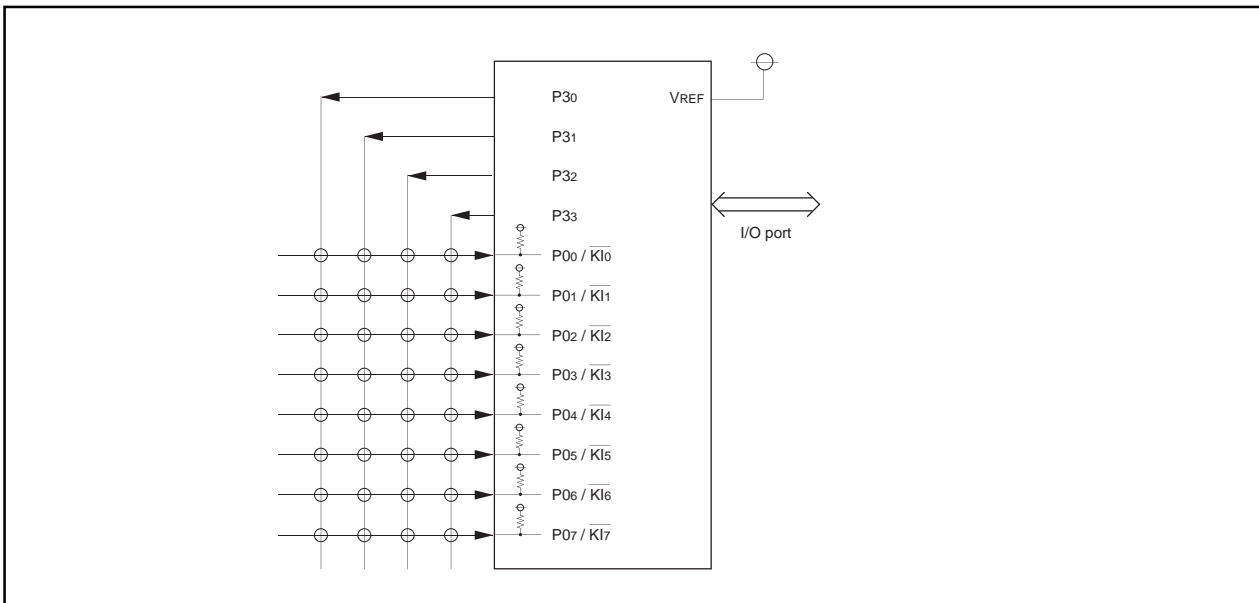 P30
VREF
P31
P32
P33
I/O port
P00 / KI0
P01 / KI1
P02 / KI2
P03 / KI3
P04 / KI4
P05 / KI5
P06 / KI6
P07 / KI7